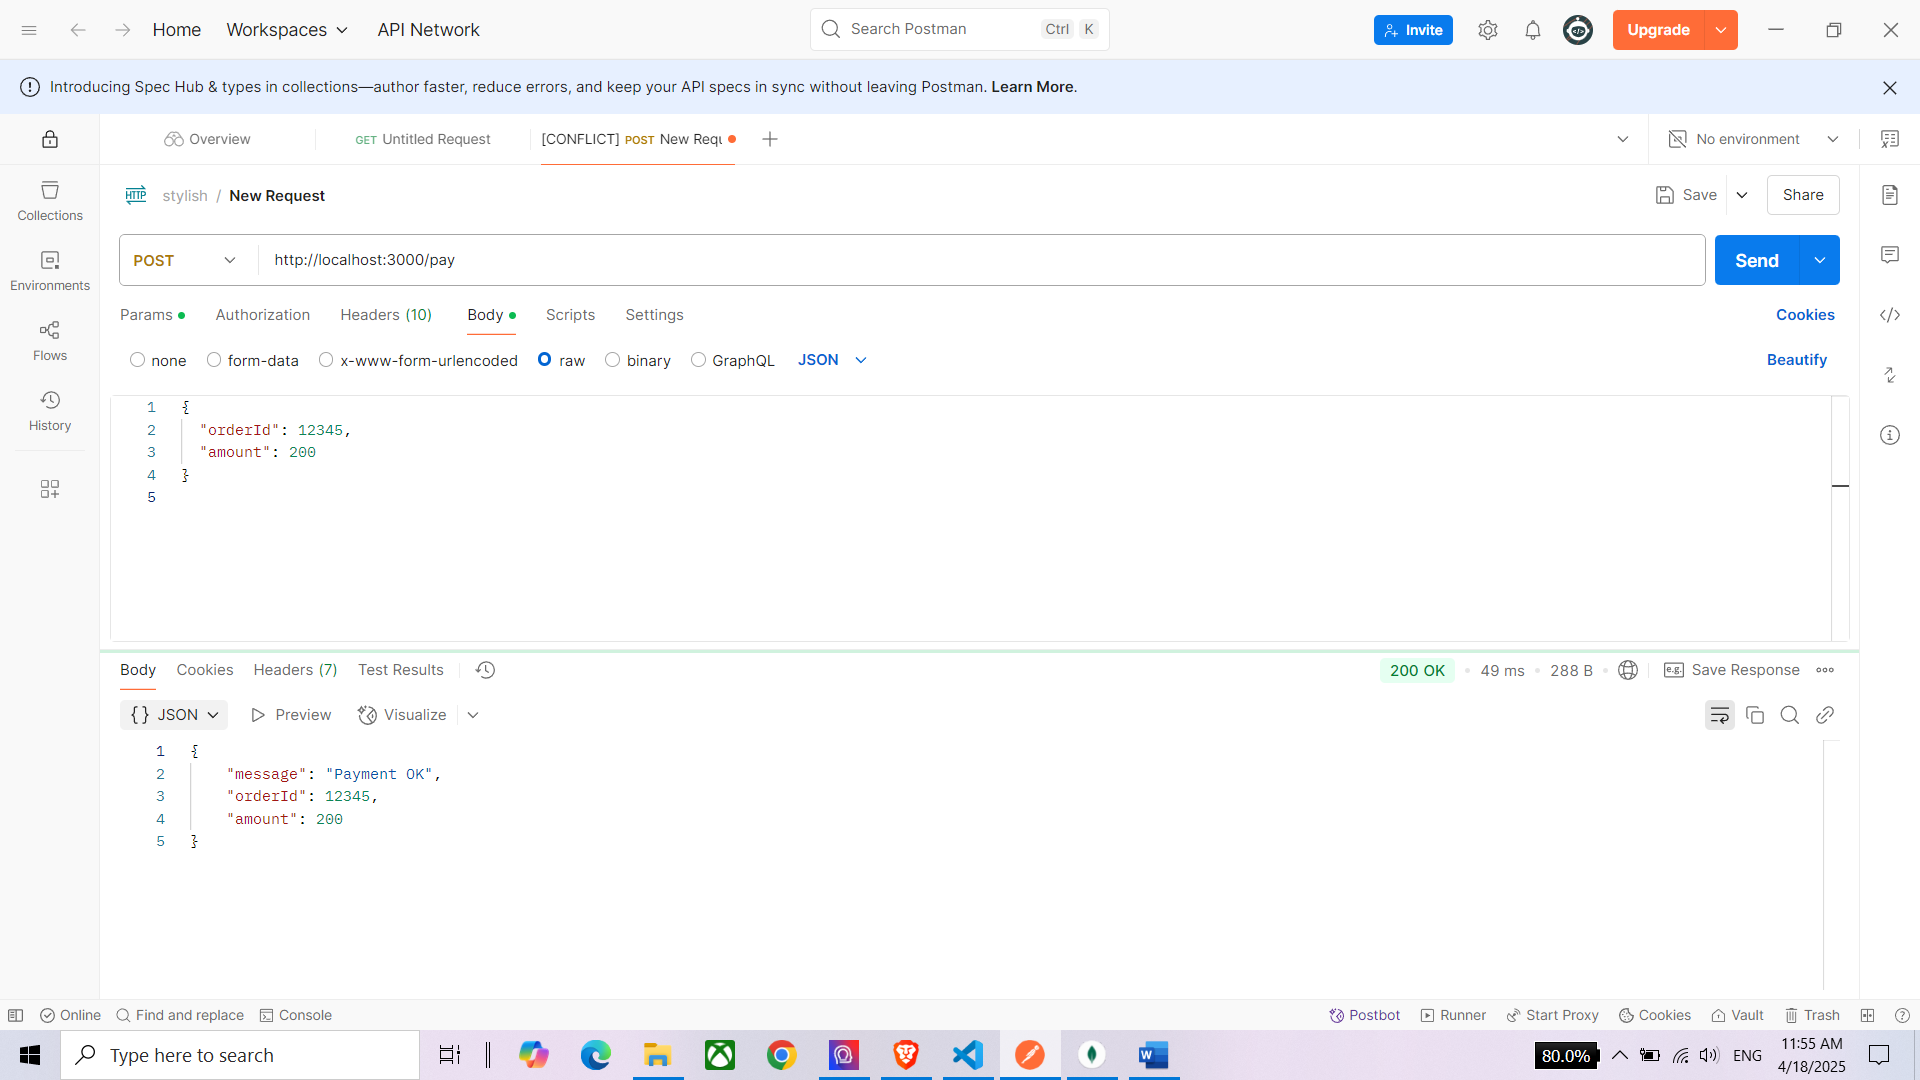 Home Workspaces API Network Search Postman Ctrl K Invite Upgrade
Introducing Spec Hub & types in collections—author faster, reduce errors, and keep your API specs in sync without leaving Postman. Learn More.
Overview GET Untitled Request [CONFLICT] POST New Requ No environment
HTTP stylish / New Request Save Share
Collections
Environments
Flows
History
POST http://localhost:3000/pay Send
Params Authorization Headers (10) Body Scripts Settings Cookies
none form-data x-www-form-urlencoded raw binary GraphQL JSON Beautify
1 {
2 "orderId": 12345,
3 "amount": 200
4 }
5
Body Cookies Headers (7) Test Results 200 OK 49 ms 288 B e.g. Save Response
{} JSON Preview Visualize
1 {
2 "message": "Payment OK",
3 "orderId": 12345,
4 "amount": 200
5 }
Online Find and replace Console Postbot Runner Start Proxy Cookies Vault Trash
Type here to search 80.0% ENG 11:55 AM
4/18/2025